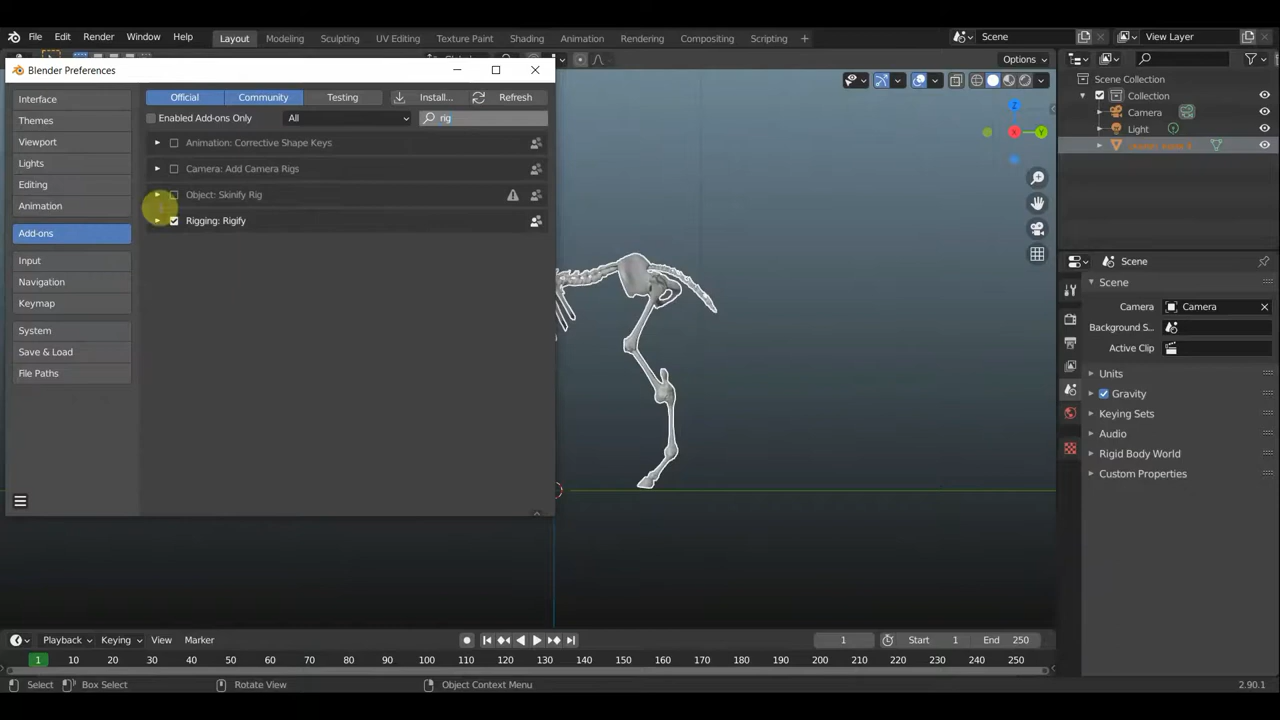 File Edit Render Window Help
Layout Modeling Sculpting UV Editing Texture Paint Shading Animation Rendering Compositing Scripting +
Scene
View Layer
Blender Preferences
Options
Interface
Themes
Viewport
Lights
Editing
Animation
Add-ons
Input
Navigation
Keymap
System
Save & Load
File Paths
Official Community Testing Install... Refresh
Enabled Add-ons Only All rig
Animation: Corrective Shape Keys
Camera: Add Camera Rigs
Object: Skinify Rig
Rigging: Rigify
X
Y
Z
Scene Collection
Collection
Camera
Light
Scene
Scene
Camera Camera
Background S...
Active Clip
Units
Gravity
Keying Sets
Audio
Rigid Body World
Custom Properties
Playback Keying View Marker
1 Start 1 End 250
1 10 20 30 40 50 60 70 80 90 100 110 120 130 140 150 160 170 180 190 200 210 220 230 240 250
Select Box Select Rotate View Object Context Menu 2.90.1